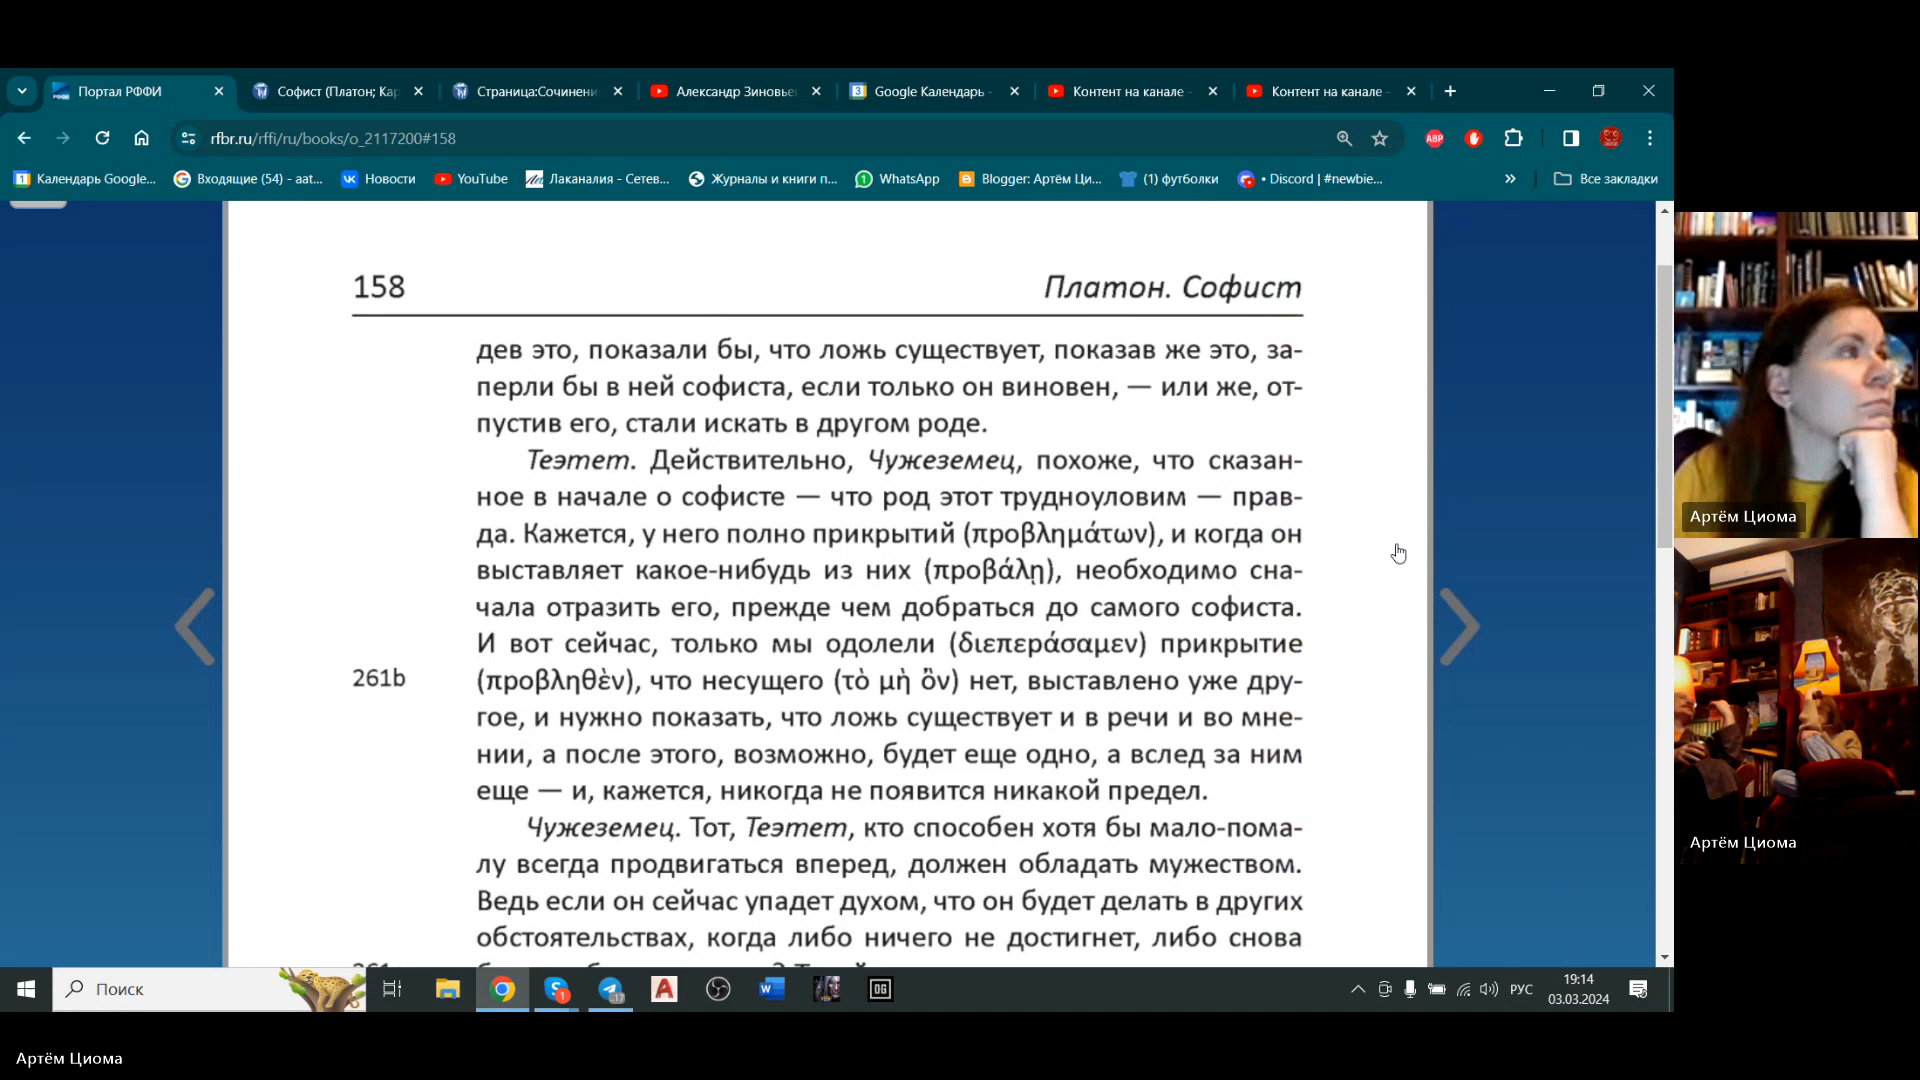 Портал РФФИ
Софист (Платон; Кар
Страница:Сочинени
Александр Зиновье
Google Календарь -
Контент на канале -
Контент на канале -
rfbr.ru/rffi/ru/books/o_2117200#158
Календарь Google...
Входящие (54) - aat...
Новости
YouTube
Лаканалия - Сетев...
Журналы и книги п...
WhatsApp
Blogger: Артём Ци...
(1) футболки
• Discord | #newbie...
»
Все закладки
158
Платон. Софист
дев это, показали бы, что ложь существует, показав же это, за-
перли бы в ней софиста, если только он виновен, — или же, от-
пустив его, стали искать в другом роде.
Теэтет. Действительно, Чужеземец, похоже, что сказан-
ное в начале о софисте — что род этот трудноуловим — прав-
да. Кажется, у него полно прикрытий (προβλημάτων), и когда он
выставляет какое-нибудь из них (προβάλῃ), необходимо сна-
чала отразить его, прежде чем добраться до самого софиста.
И вот сейчас, только мы одолели (διεπεράσαμεν) прикрытие
261b
(προβληθὲν), что несущего (τὸ μὴ ὂν) нет, выставлено уже дру-
гое, и нужно показать, что ложь существует и в речи и во мне-
нии, а после этого, возможно, будет еще одно, а вслед за ним
еще — и, кажется, никогда не появится никакой предел.
Чужеземец. Тот, Теэтет, кто способен хотя бы мало-пома-
лу всегда продвигаться вперед, должен обладать мужеством.
Ведь если он сейчас упадет духом, что он будет делать в других
обстоятельствах, когда либо ничего не достигнет, либо снова
Артём Циома
Артём Циома
Поиск
РУС
19:14
03.03.2024
Артём Циома